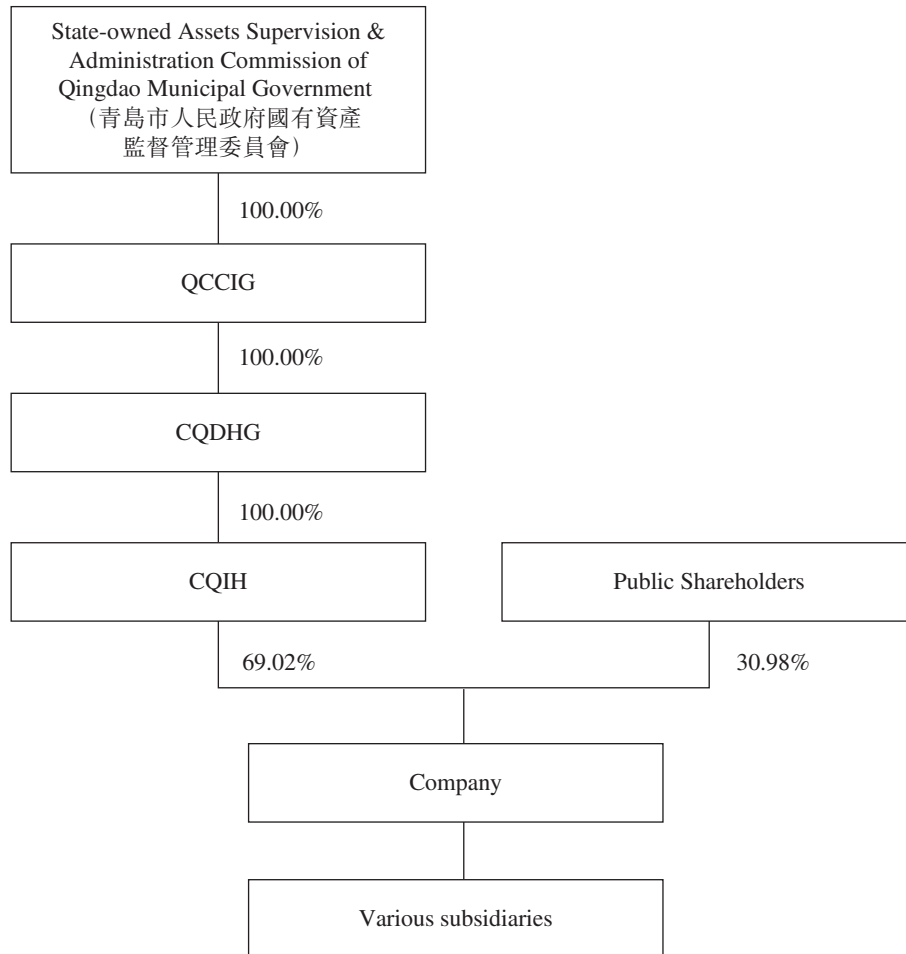 State-owned Assets Supervision &
Administration Commission of
Qingdao Municipal Government
（青島市人民政府國有資產
監督管理委員會）
100.00%
QCCIG
100.00%
CQDHG
100.00%
CQIH
Public Shareholders
69.02%
30.98%
Company
Various subsidiaries